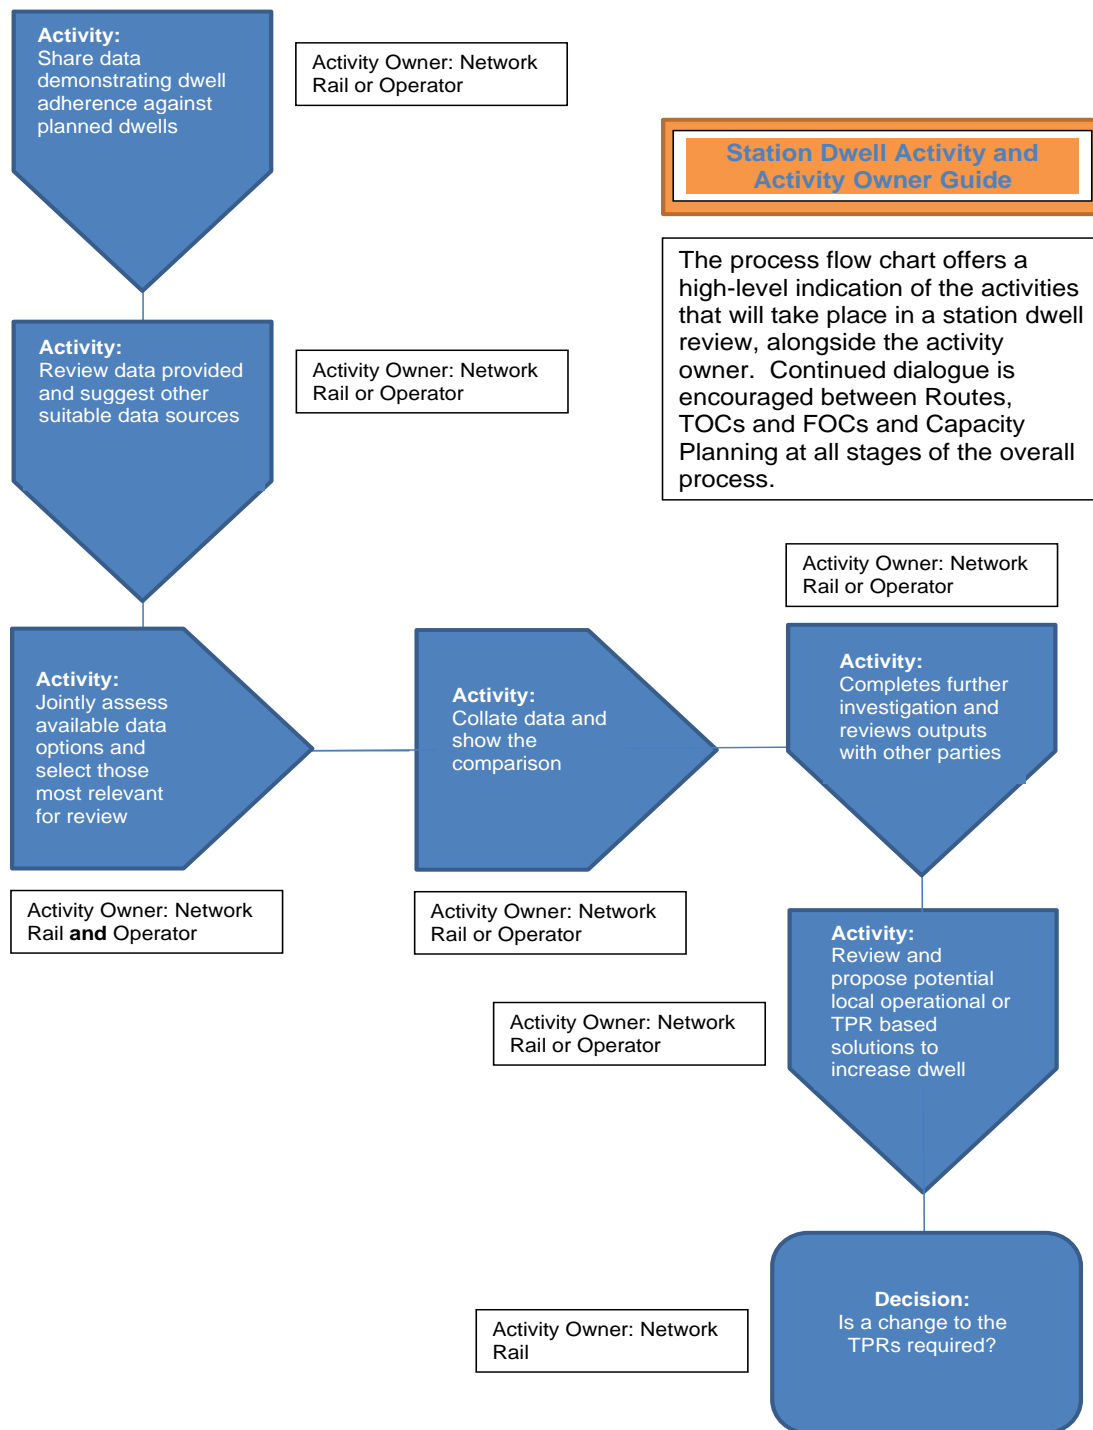 Activity:
Share data
demonstrating dwell
adherence against
planned dwells
Activity Owner: Network
Rail or Operator
Station Dwell Activity and
Activity Owner Guide
The process flow chart offers a
high-level indication of the activities
that will take place in a station dwell
review, alongside the activity
owner.  Continued dialogue is
encouraged between Routes,
TOCs and FOCs and Capacity
Planning at all stages of the overall
process.
Activity:
Review data provided
and suggest other
suitable data sources
Activity Owner: Network
Rail or Operator
Activity:
Jointly assess
available data
options and
select those
most relevant
for review
Activity Owner: Network
Rail and Operator
Activity:
Collate data and
show the
comparison
Activity Owner: Network
Rail or Operator
Activity Owner: Network
Rail or Operator
Activity:
Completes further
investigation and
reviews outputs
with other parties
Activity:
Review and
propose potential
local operational or
TPR based
solutions to
increase dwell
Activity Owner: Network
Rail or Operator
Decision:
Is a change to the
TPRs required?
Activity Owner: Network
Rail